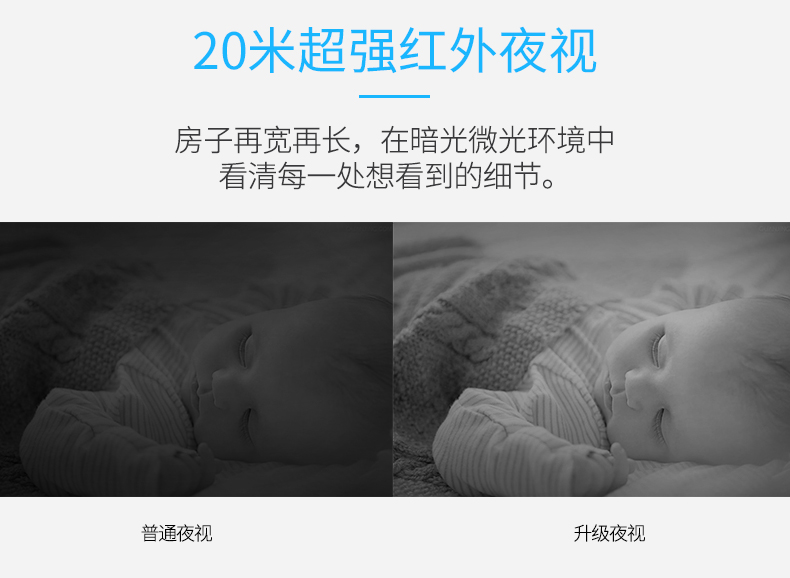 20米超强红外夜视
房子再宽再长，在暗光微光环境中
看清每一处想看到的细节。
普通夜视
升级夜视